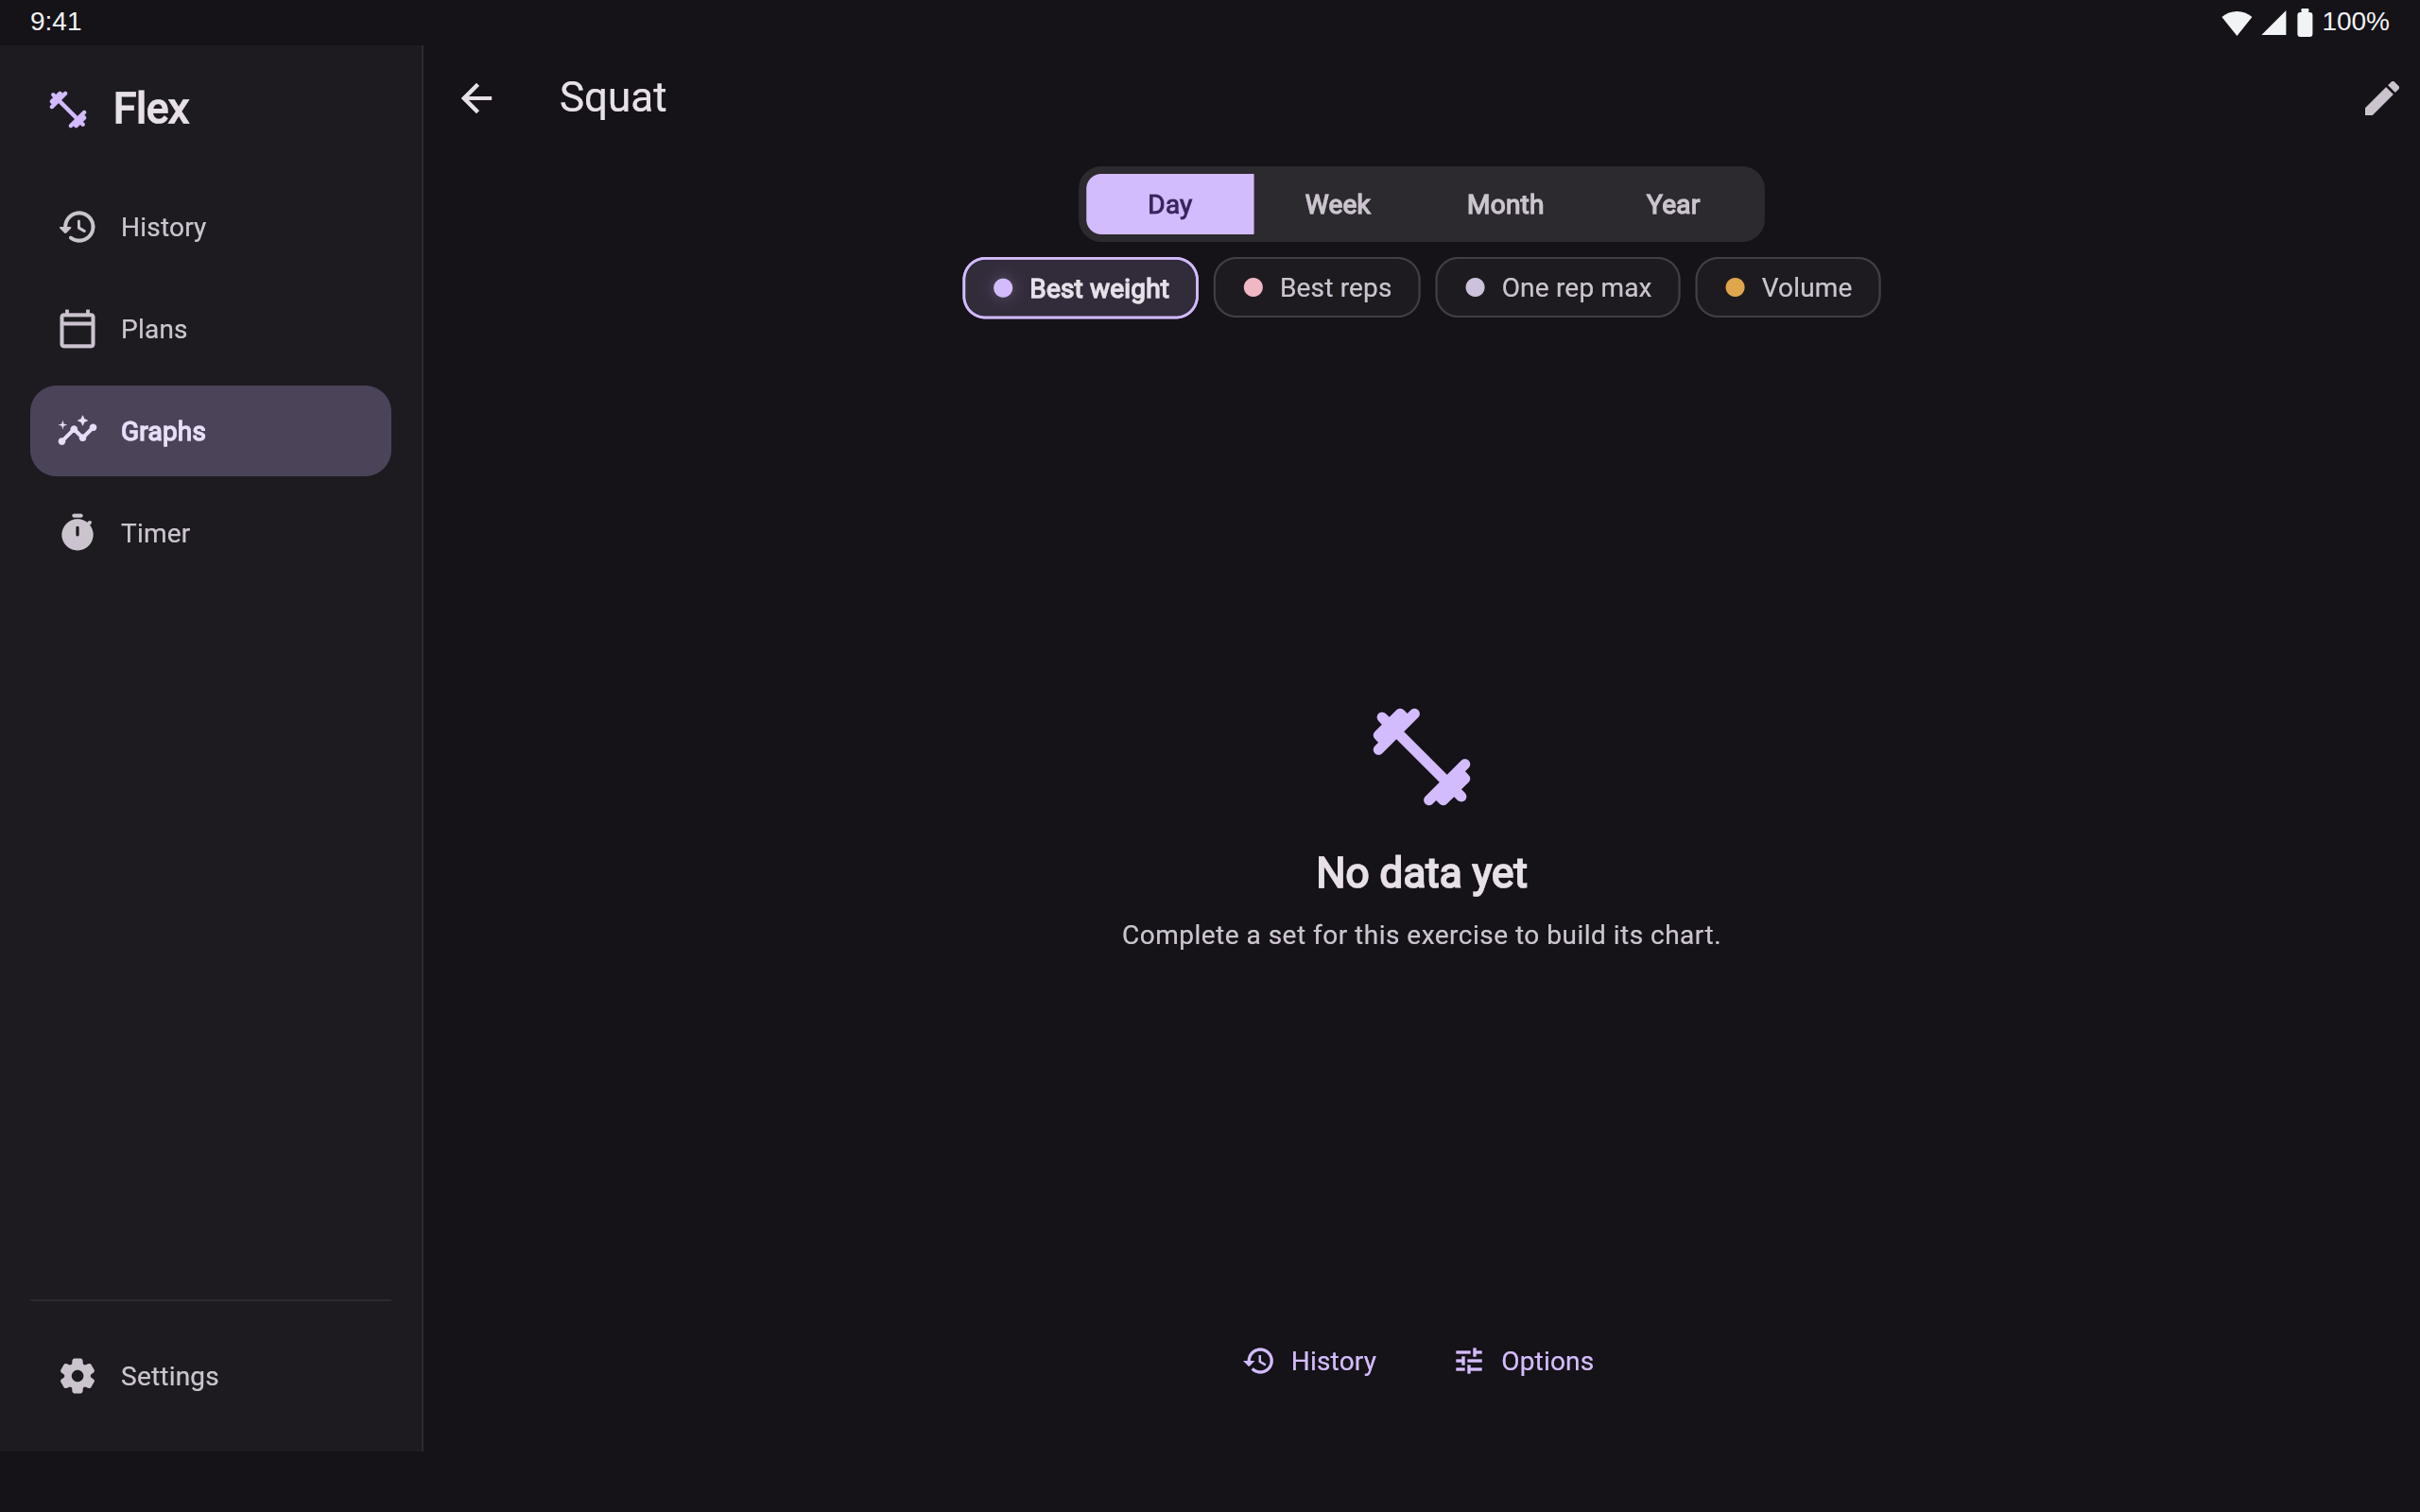 9:41
100%
Flex
Squat
Day Week Month Year
Best weight Best reps One rep max Volume
History
Plans
Graphs
Timer
No data yet
Complete a set for this exercise to build its chart.
History Options
Settings